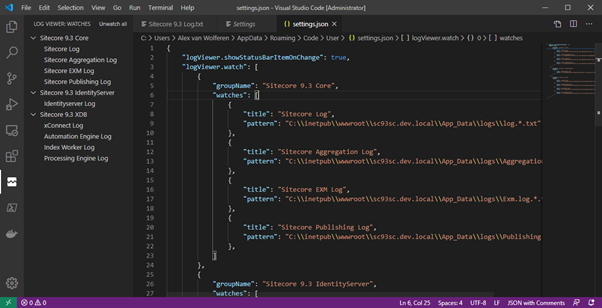 File Edit Selection View Go Run Terminal Help
settings.json - Visual Studio Code [Administrator]
LOG VIEWER: WATCHES Unwatch all
Sitecore 9.3 Log.txt
Settings
{} settings.json ×
C: > Users > Alex van Wolferen > AppData > Roaming > Code > User > {} settings.json > [ ] logViewer.watch > {} 0 > [ ] watches
Sitecore 9.3 Core
Sitecore Log
Sitecore Aggregation Log
Sitecore EXM Log
Sitecore Publishing Log
Sitecore 9.3 IdentityServer
Identityserver Log
Sitecore 9.3 XDB
xConnect Log
Automation Engine Log
Index Worker Log
Processing Engine Log
1 {
2 "logViewer.showStatusBarItemOnChange": true,
3 "logViewer.watch": [
4 {
5 "groupName": "Sitecore 9.3 Core",
6 "watches": [
7 {
8 "title": "Sitecore Log",
9 "pattern": "C:\\inetpub\\wwwroot\\sc93sc.dev.local\\App_Data\\logs\\log.*.txt"
10 },
11 {
12 "title": "Sitecore Aggregation Log",
13 "pattern": "C:\\inetpub\\wwwroot\\sc93sc.dev.local\\App_Data\\logs\\Aggregation
14 },
15 {
16 "title": "Sitecore EXM Log",
17 "pattern": "C:\\inetpub\\wwwroot\\sc93sc.dev.local\\App_Data\\logs\\Exm.log.*.
18 },
19 {
20 "title": "Sitecore Publishing Log",
21 "pattern": "C:\\inetpub\\wwwroot\\sc93sc.dev.local\\App_Data\\logs\\Publishing
22 },
23 ]
24 },
25 {
26 "groupName": "Sitecore 9.3 IdentityServer",
27 "watches": [
0 0
Ln 6, Col 25 Spaces: 4 UTF-8 LF JSON with Comments